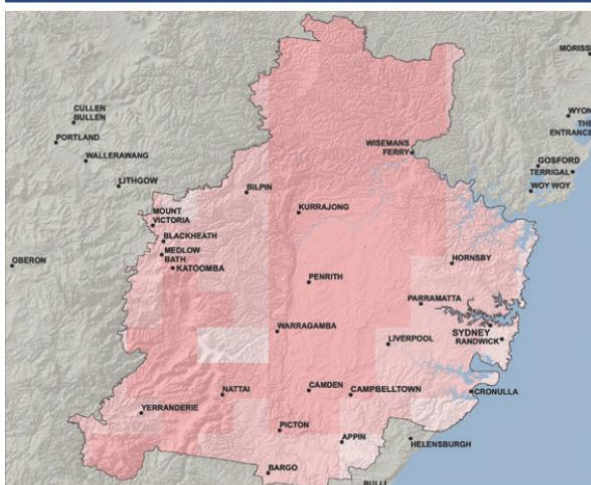 MORISS
CULLEN
BULLEN
WYON
THE
ENTRANCE
PORTLAND
WISEMANS
FERRY
WALLERAWANG
GOSFORD
TERRIGAL
LITHGOW
BILPIN
WOY WOY
MOUNT
VICTORIA
KURRAJONG
BLACKHEATH
MEDLOW
BATH
KATOOMBA
OBERON
HORNSBY
PENRITH
PARRAMATTA
WARRAGAMBA
SYDNEY
RANDWICK
LIVERPOOL
NATTAI
CAMDEN
CAMPBELLTOWN
CRONULLA
YERRANDERIE
PICTON
APPIN
HELENSBURGH
BARGO
BULLI